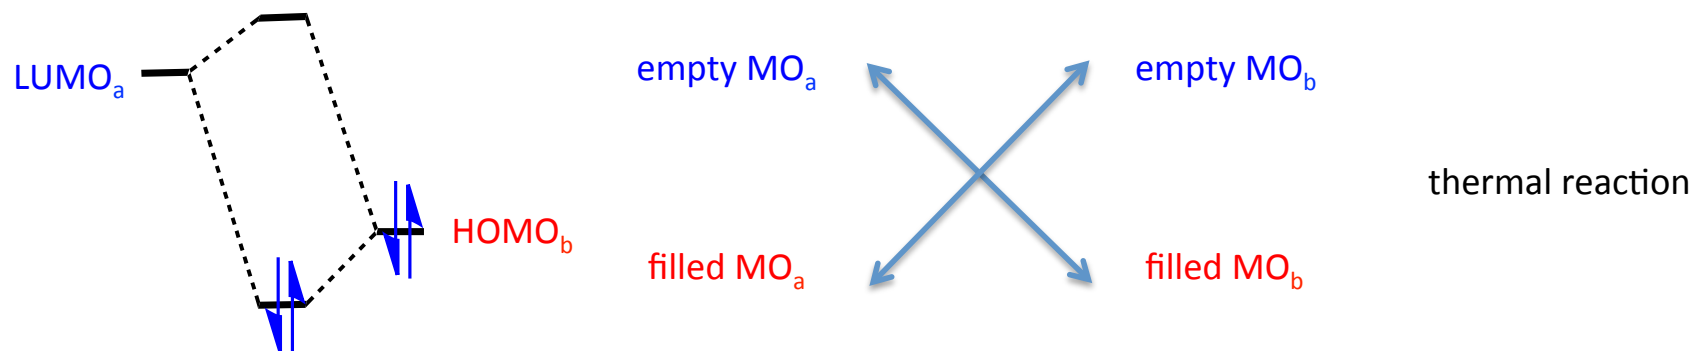 LUMOa
HOMOb
empty MOa
empty MOb
filled MOa
filled MOb
thermal reaction